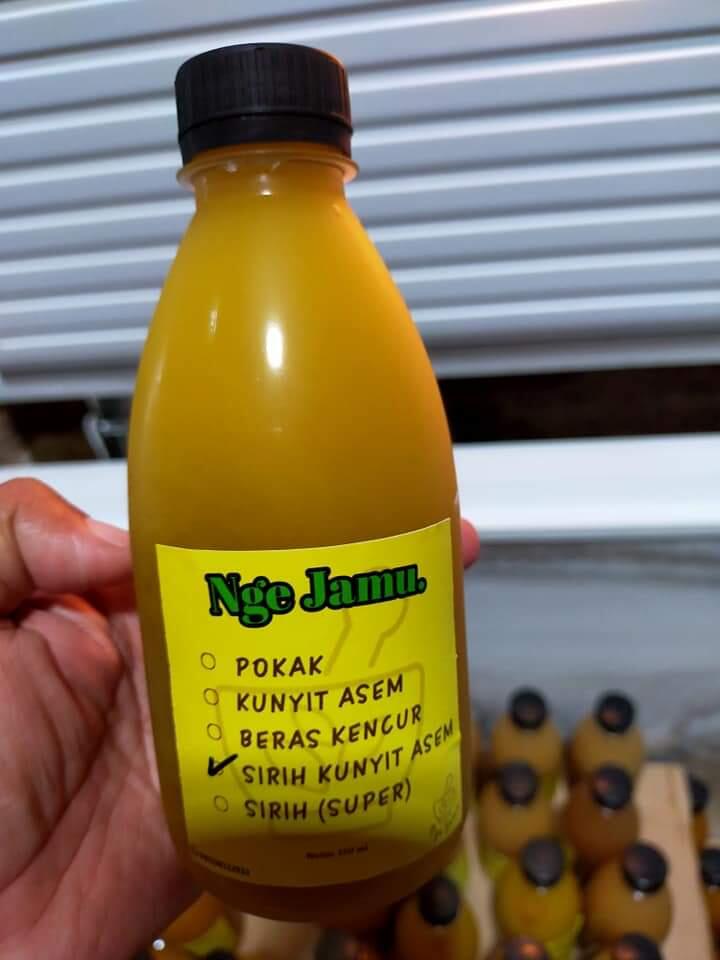 Nge Jamu.
POKAK
KUNYIT ASEM
BERAS KENCUR
SIRIH KUNYIT ASEM
SIRIH (SUPER)